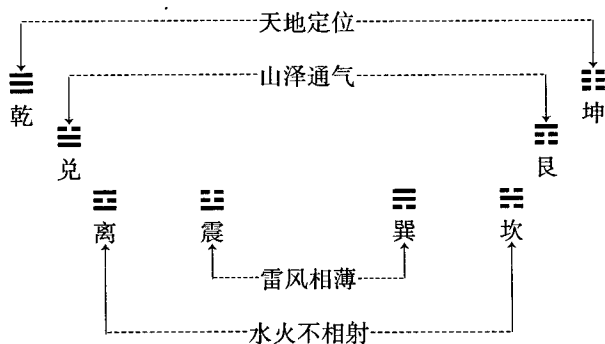 天地定位
山泽通气
☰
☷
乾
坤
☱
☶
兑
艮
☲
☳
☴
☵
离
震
巽
坎
雷风相薄
水火不相射